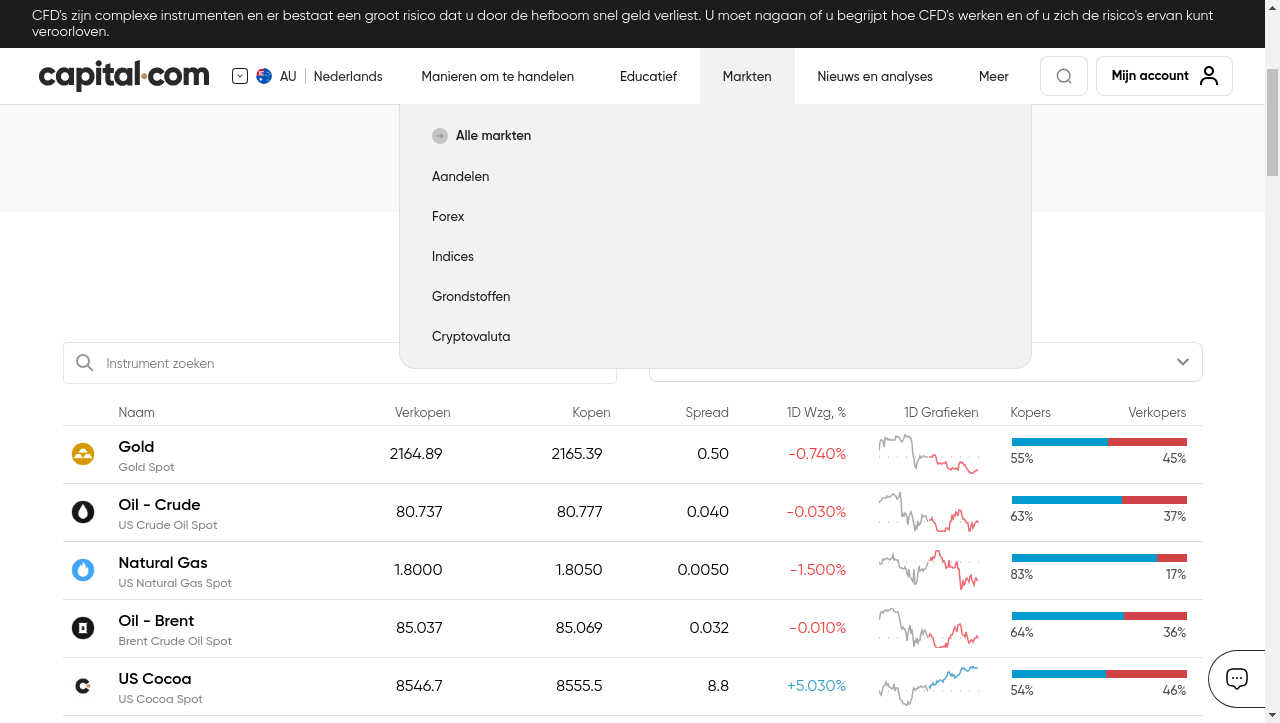 CFD's zijn complexe instrumenten en er bestaat een groot risico dat u door de hefboom snel geld verliest. U moet nagaan of u begrijpt hoe CFD's werken en of u zich de risico's ervan kunt
veroorloven.
capital.com AU Nederlands Manieren om te handelen Educatief Markten Nieuws en analyses Meer Mijn account
Alle markten
Aandelen
Forex
Indices
Grondstoffen
Cryptovaluta
Instrument zoeken
Naam Verkopen Kopen Spread 1D Wzg, % 1D Grafieken Kopers Verkopers
Gold 2164.89 2165.39 0.50 -0.740%
Gold Spot 55% 45%
Oil - Crude 80.737 80.777 0.040 -0.030%
US Crude Oil Spot 63% 37%
Natural Gas 1.8000 1.8050 0.0050 -1.500%
US Natural Gas Spot 83% 17%
Oil - Brent 85.037 85.069 0.032 -0.010%
Brent Crude Oil Spot 64% 36%
US Cocoa 8546.7 8555.5 8.8 +5.030%
US Cocoa Spot 54% 46%